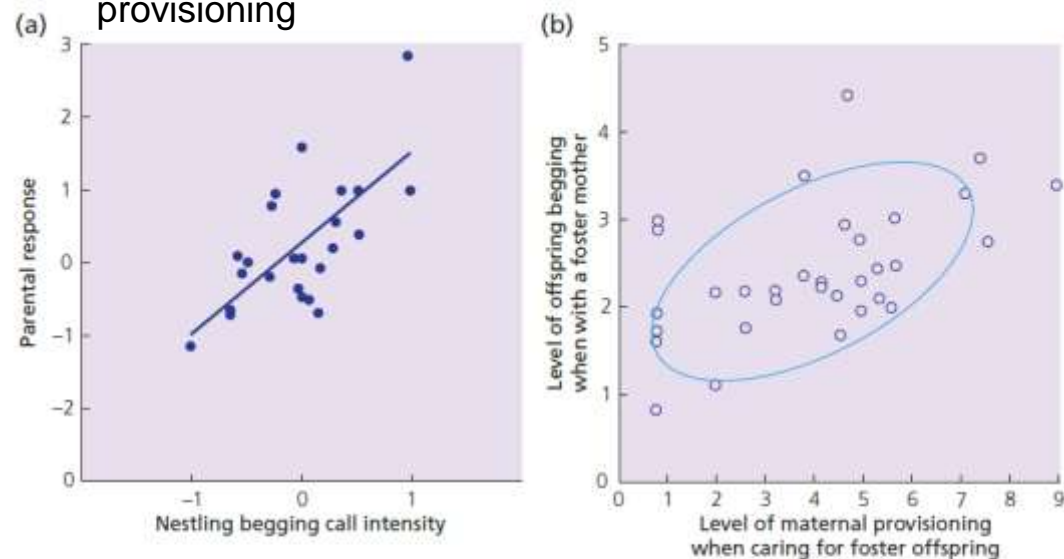 provisioning
(a)
3
2
1
0
−1
−2
0
−1 0 1
Parental response
Nestling begging call intensity
(b)
5
4
3
2
1
0
0 1 2 3 4 5 6 7 8 9
Level of offspring begging
when with a foster mother
Level of maternal provisioning
when caring for foster offspring